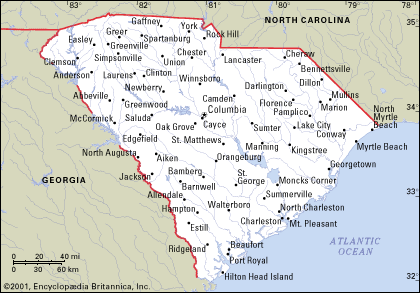 83
82
81
80
79
78
NORTH CAROLINA
Gaffney
York
Greer
Spartanburg
Rock Hill
Easley
Greenville
Chester
Lancaster
Cheraw
Simpsonville
Union
Bennettsville
35
Clemson
Dillon
Anderson
Laurens
Clinton
Winnsboro
Darlington
Mullins
Newberry
Camden
Florence
Marion
Abbeville
Greenwood
Columbia
Pamplico
North
Myrtle
Beach
34
McCormick
Saluda
Cayce
Sumter
Lake City
Conway
Oak Grove
Edgefield
St. Matthews
Manning
Kingstree
Myrtle Beach
North Augusta
Aiken
Orangeburg
Georgetown
GEORGIA
Jackson
Bamberg
St.
George
Moncks Corner
33
Barnwell
Allendale
Summerville
Hampton
Walterboro
North Charleston
Charleston
Mt. Pleasant
Estill
Ridgeland
Beaufort
ATLANTIC
OCEAN
0 20 40 mi
0 30 60 km
Port Royal
Hilton Head Island
32
©2001, Encyclopædia Britannica, Inc.